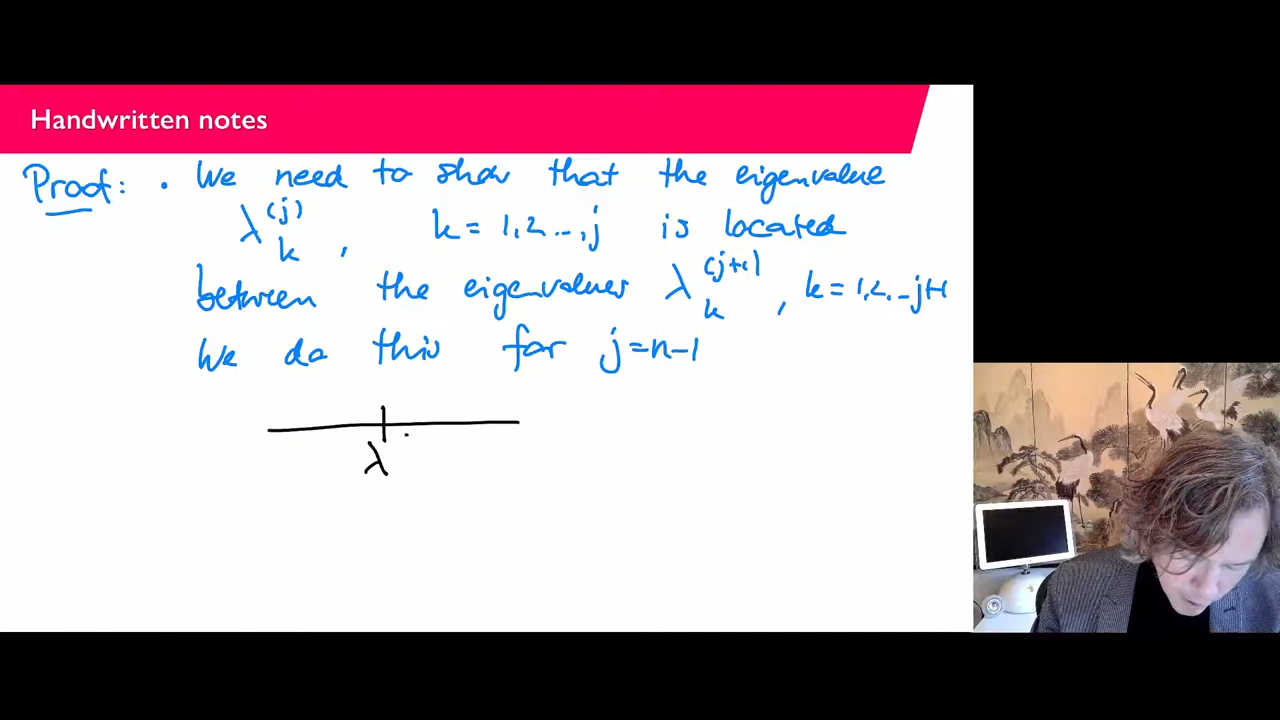 Handwritten notes
Proof: • We need to show that the eigenvalue
λ_k^(j), k = 1,2...,j is located
between the eigenvalues λ_k^(j+1), k = 1,2,...j+1
We do this for j=n-1
λ